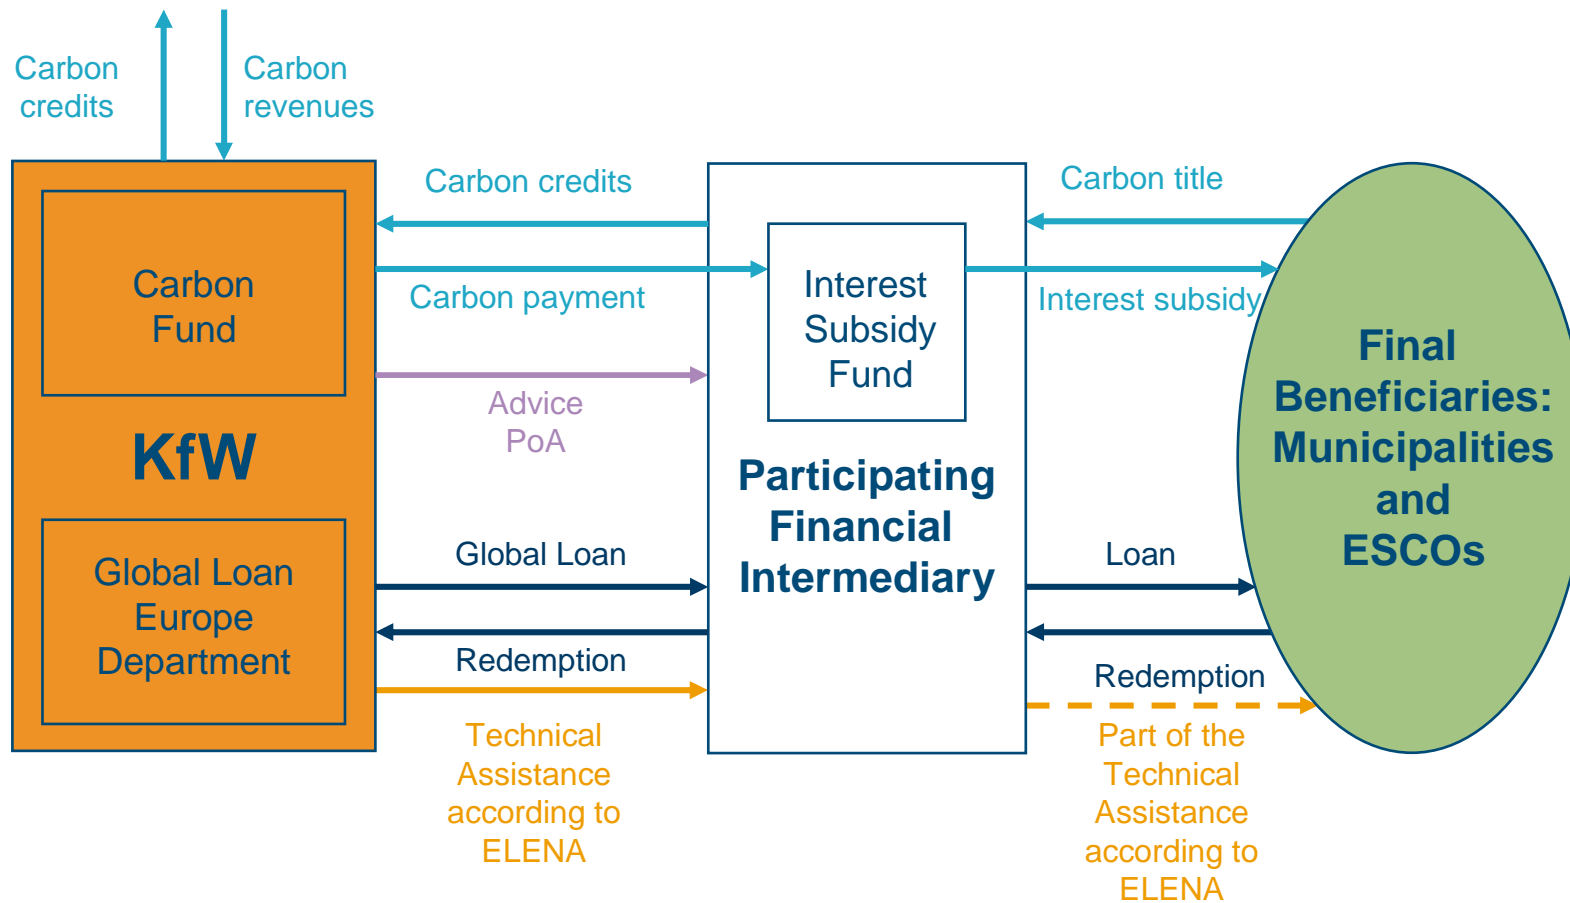 Carbon
credits
Carbon
revenues
Carbon credits
Carbon title
Carbon
Fund
Carbon payment
Interest
Subsidy
Fund
Interest subsidy
Advice
PoA
KfW
Participating
Financial
Intermediary
Final
Beneficiaries:
Municipalities
and
ESCOs
Global Loan
Europe
Department
Global Loan
Loan
Redemption
Redemption
Technical
Assistance
according to
ELENA
Part of the
Technical
Assistance
according to
ELENA